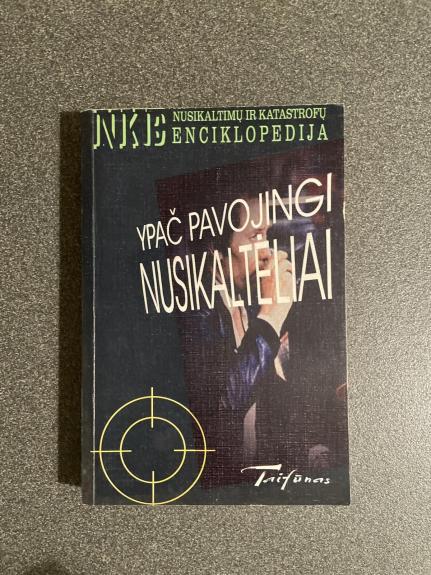 NKE
NUSIKALTIMŲ IR KATASTROFŲ
ENCIKLOPEDIJA
YPAČ PAVOJINGI
NUSIKALTĖLIAI
Taifūnas